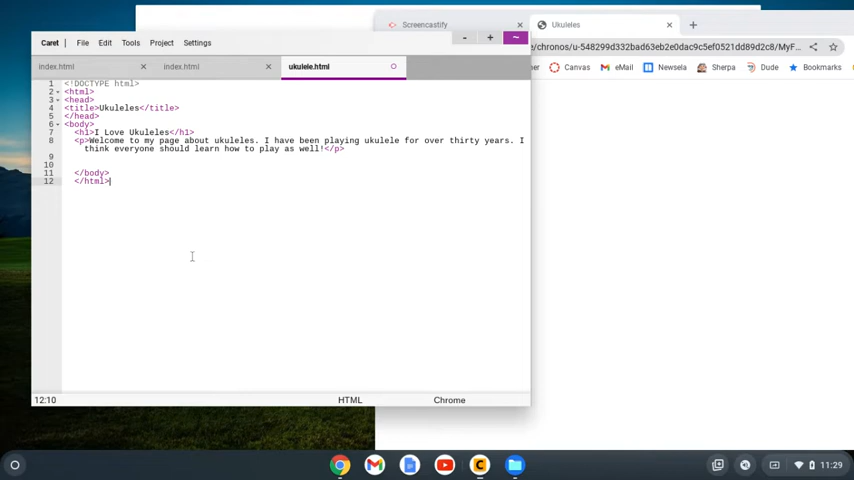 Screencastify
Ukuleles
Caret
File Edit Tools Project Settings
- + ~
e/chronos/u-548299d332bad63eb2e0dac9c5ef0521dd89d2c8/MyF...
ner Canvas eMail Newsela Sherpa Dude Bookmarks
index.html index.html ukulele.html
1 <!DOCTYPE html>
2 <html>
3 <head>
4 <title>Ukuleles</title>
5 </head>
6 <body>
7 <h1>I Love Ukuleles</h1>
8 <p>Welcome to my page about ukuleles. I have been playing ukulele for over thirty years. I
think everyone should learn how to play as well!</p>
9
10
11 </body>
12 </html>
12:10 HTML Chrome
11:29